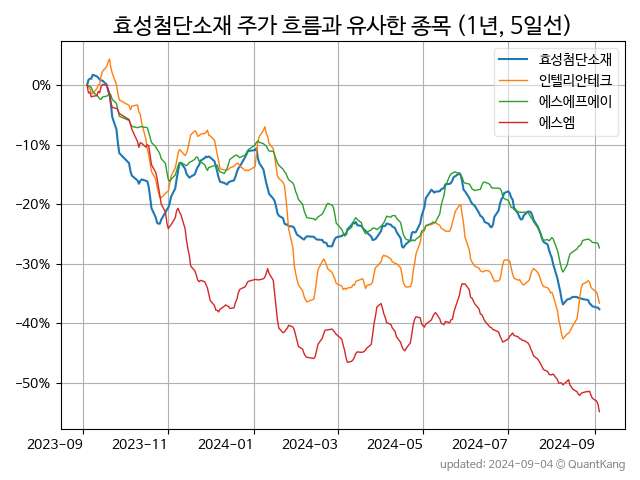 효성첨단소재 주가 흐름과 유사한 종목 (1년, 5일선)
효성첨단소재
인텔리안테크
에스에프에이
에스엠
0%
−10%
−20%
−30%
−40%
−50%
2023−09
2023−11
2024−01
2024−03
2024−05
2024−07
2024−09
updated: 2024−09−04 © QuantKang